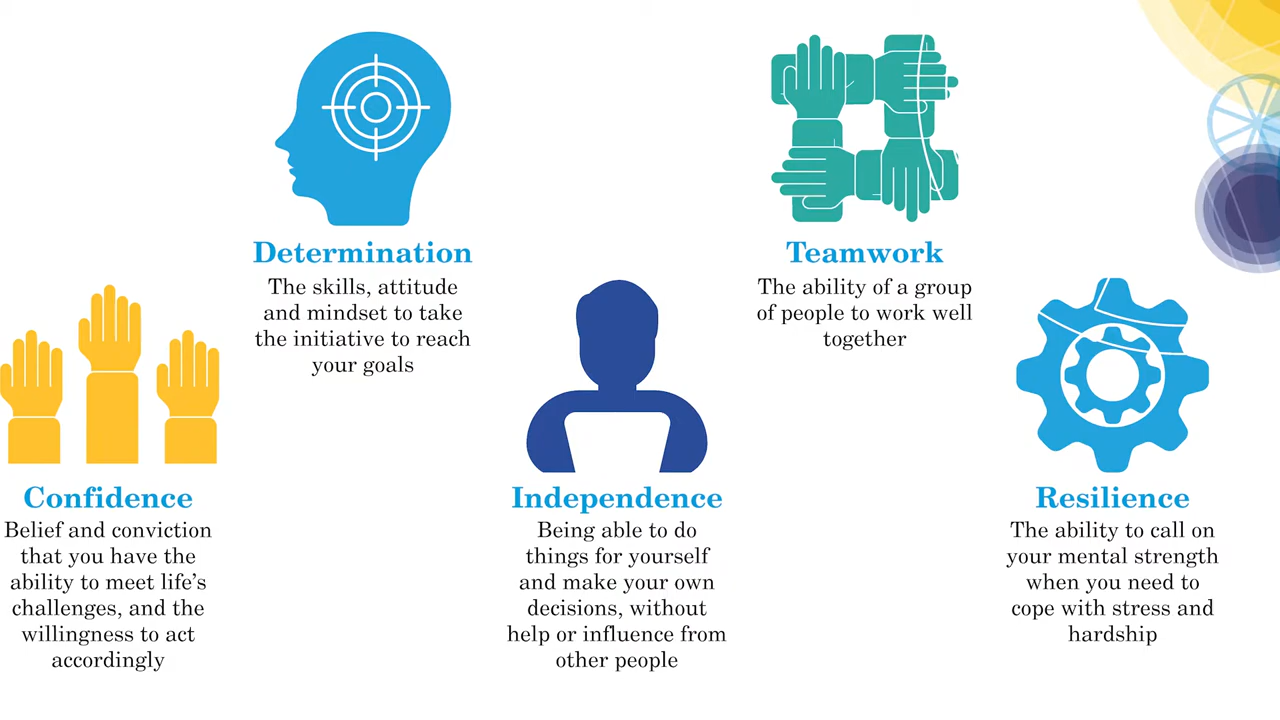 Determination
The skills, attitude
and mindset to take
the initiative to reach
your goals
Teamwork
The ability of a group
of people to work well
together
Confidence
Belief and conviction
that you have the
ability to meet life’s
challenges, and the
willingness to act
accordingly
Independence
Being able to do
things for yourself
and make your own
decisions, without
help or influence from
other people
Resilience
The ability to call on
your mental strength
when you need to
cope with stress and
hardship